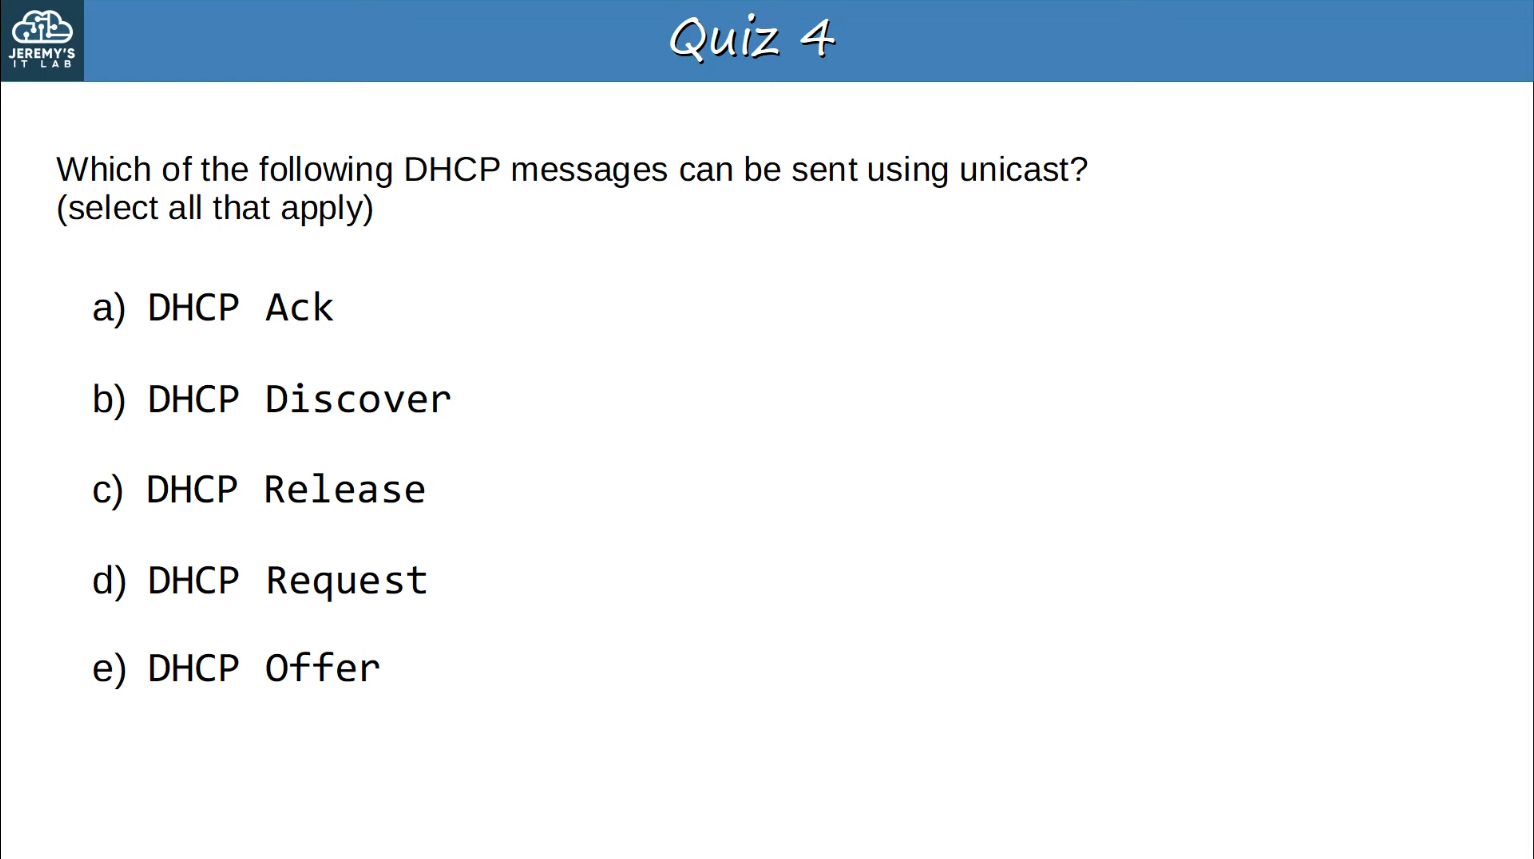 JEREMY'S
IT LAB
Quiz 4
Which of the following DHCP messages can be sent using unicast?
(select all that apply)
a) DHCP Ack
b) DHCP Discover
c) DHCP Release
d) DHCP Request
e) DHCP Offer